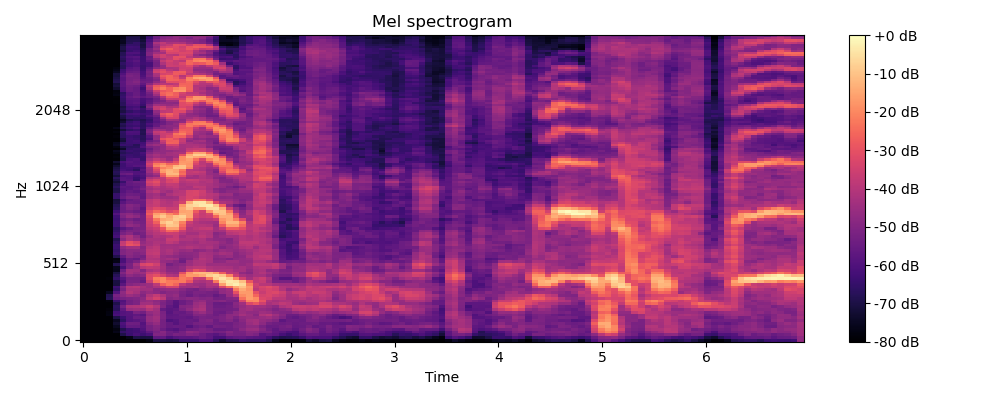 Mel spectrogram
+0 dB
-10 dB
-20 dB
-30 dB
-40 dB
-50 dB
-60 dB
-70 dB
-80 dB
Hz
2048
1024
512
0
0 1 2 3 4 5 6
Time